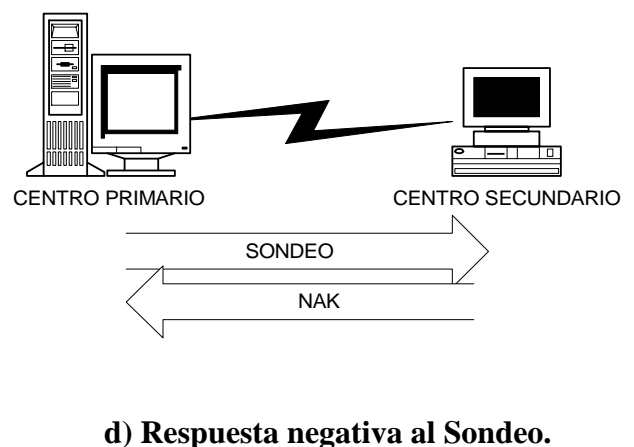 CENTRO PRIMARIO
CENTRO SECUNDARIO
SONDEO
NAK
d) Respuesta negativa al Sondeo.